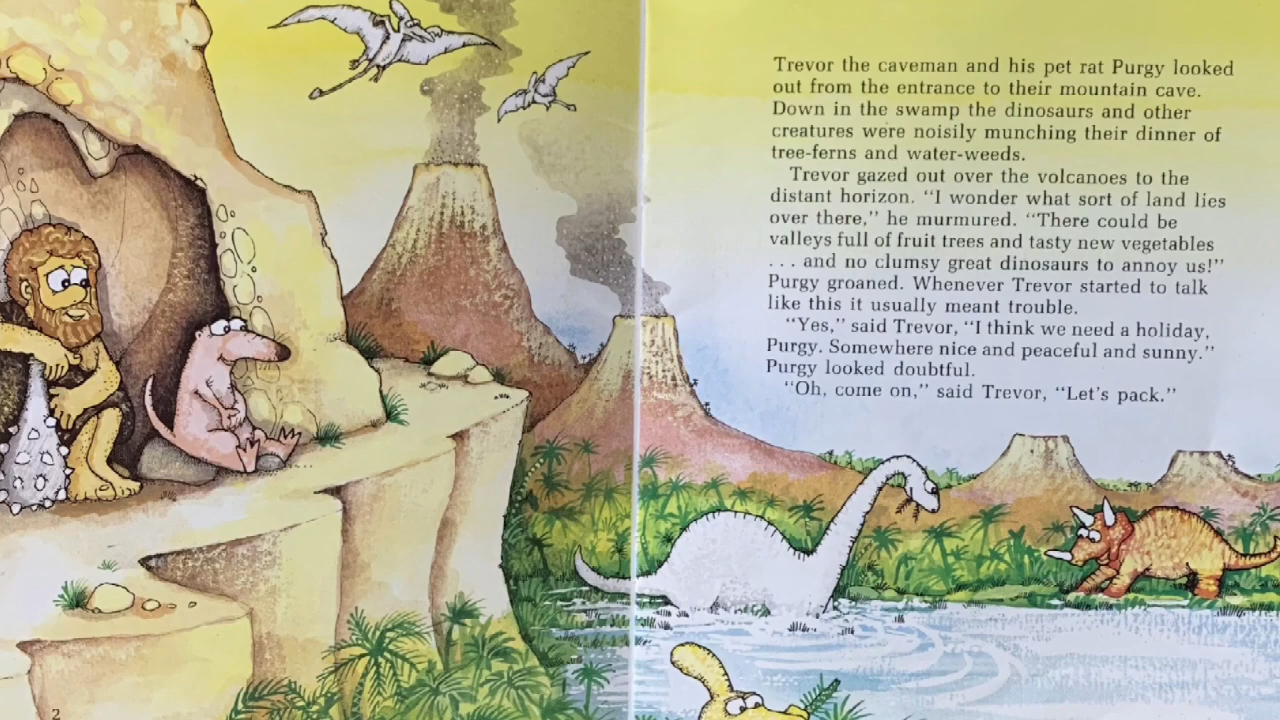 Trevor the caveman and his pet rat Purgy looked
out from the entrance to their mountain cave.
Down in the swamp the dinosaurs and other
creatures were noisily munching their dinner of
tree-ferns and water-weeds.
Trevor gazed out over the volcanoes to the
distant horizon. “I wonder what sort of land lies
over there,” he murmured. “There could be
valleys full of fruit trees and tasty new vegetables
. . . and no clumsy great dinosaurs to annoy us!”
Purgy groaned. Whenever Trevor started to talk
like this it usually meant trouble.
“Yes,” said Trevor, “I think we need a holiday,
Purgy. Somewhere nice and peaceful and sunny.”
Purgy looked doubtful.
“Oh, come on,” said Trevor, “Let's pack.”
2